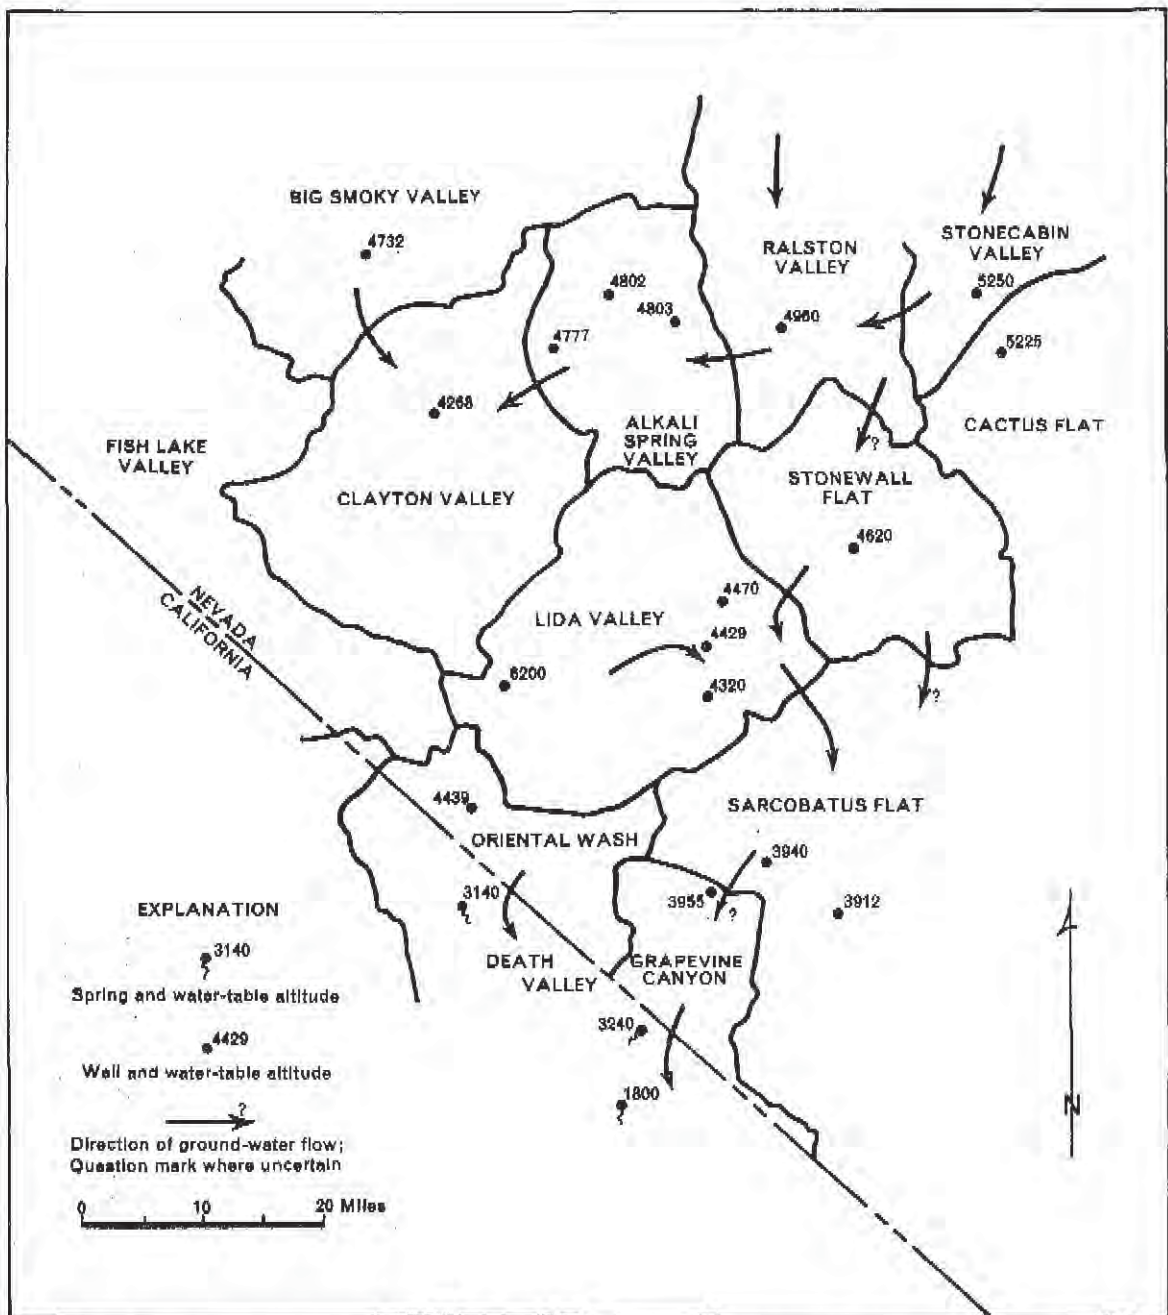 BIG SMOKY VALLEY
4732
RALSTON
VALLEY
STONECABIN
VALLEY
5250
4802
4803
4960
5225
4777
4268
FISH LAKE
VALLEY
ALKALI
SPRING
VALLEY
CACTUS FLAT
?
STONEWALL
FLAT
CLAYTON VALLEY
4620
NEVADA
CALIFORNIA
4470
LIDA VALLEY
4429
6200
4320
?
4439
SARCOBATUS FLAT
ORIENTAL WASH
3940
3140
3955
?
3912
DEATH
VALLEY
GRAPEVINE
CANYON
3240
1800
EXPLANATION
3140
Spring and water-table altitude
4429
Well and water-table altitude
?
Direction of ground-water flow;
Question mark where uncertain
0 10 20 Miles
N